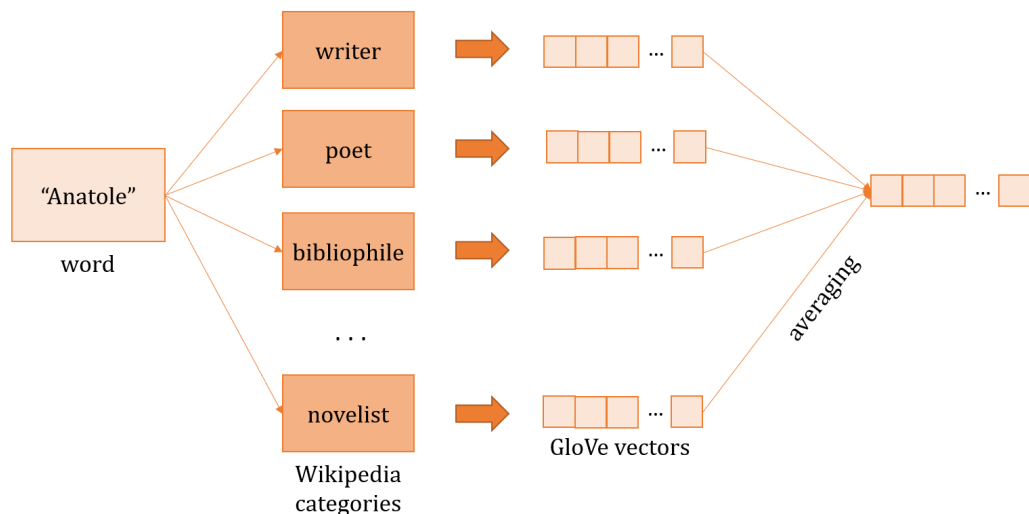 writer
...
poet
...
“Anatole”
...
word
bibliophile
...
averaging
. . .
novelist
...
GloVe vectors
Wikipedia
categories